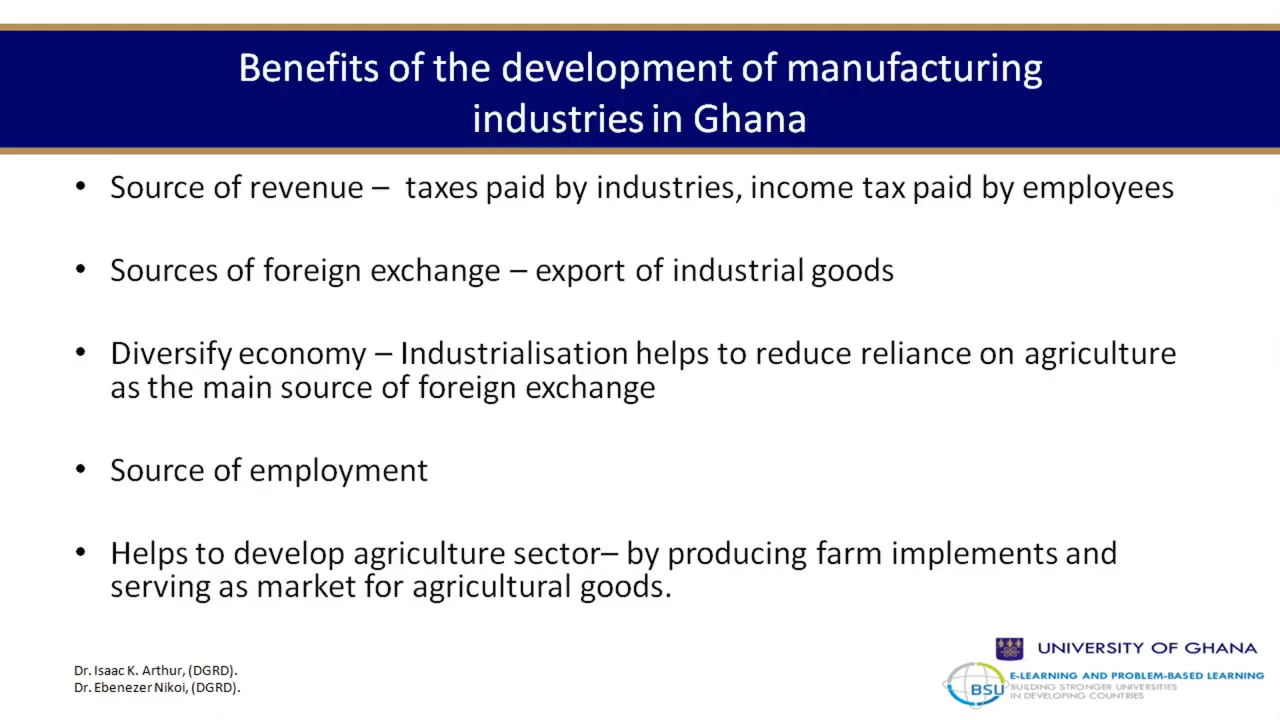 Benefits of the development of manufacturing
industries in Ghana
• Source of revenue – taxes paid by industries, income tax paid by employees
• Sources of foreign exchange – export of industrial goods
• Diversify economy – Industrialisation helps to reduce reliance on agriculture
as the main source of foreign exchange
• Source of employment
• Helps to develop agriculture sector– by producing farm implements and
serving as market for agricultural goods.
Dr. Isaac K. Arthur, (DGRD).
Dr. Ebenezer Nikoi, (DGRD).
UNIVERSITY OF GHANA
BSU
E-LEARNING AND PROBLEM-BASED LEARNING
BUILDING STRONGER UNIVERSITIES
IN DEVELOPING COUNTRIES